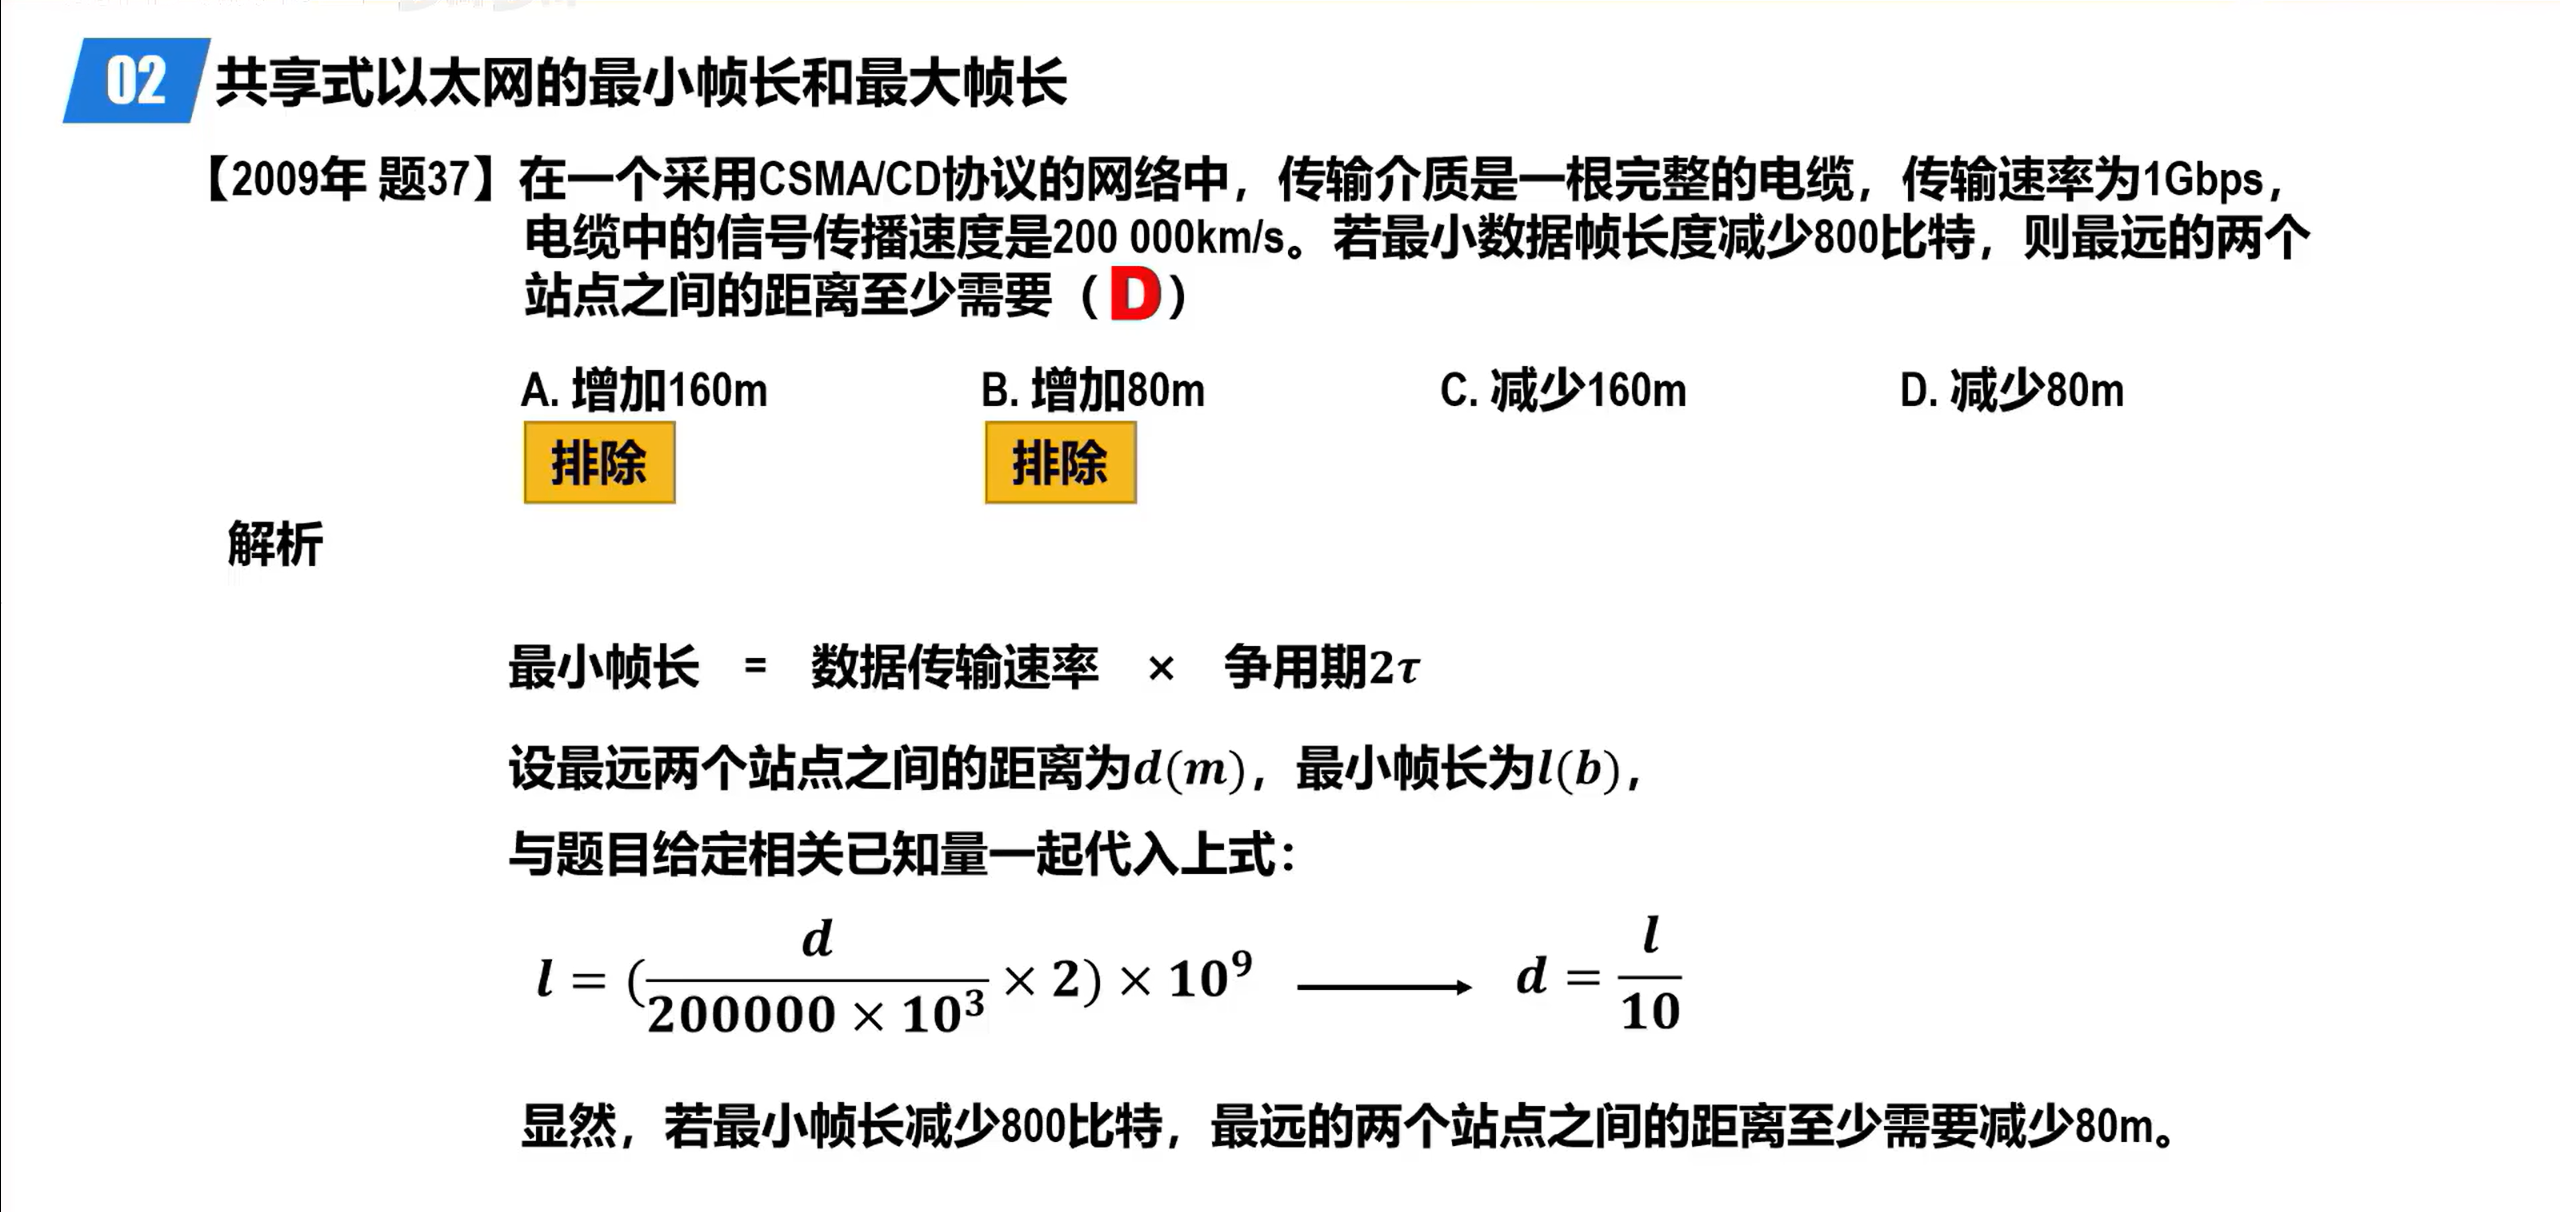 02 共享式以太网的最小帧长和最大帧长
【2009年 题37】在一个采用CSMA/CD协议的网络中，传输介质是一根完整的电缆，传输速率为1Gbps，
电缆中的信号传播速度是200 000km/s。若最小数据帧长度减少800比特，则最远的两个
站点之间的距离至少需要（D）
A. 增加160m B. 增加80m C. 减少160m D. 减少80m
排除 排除
解析
最小帧长 = 数据传输速率 × 争用期2τ
设最远两个站点之间的距离为d(m)，最小帧长为l(b)，
与题目给定相关已知量一起代入上式：
l = (d/(200000 × 10³) × 2) × 10⁹ ⟶ d = l/10
显然，若最小帧长减少800比特，最远的两个站点之间的距离至少需要减少80m。